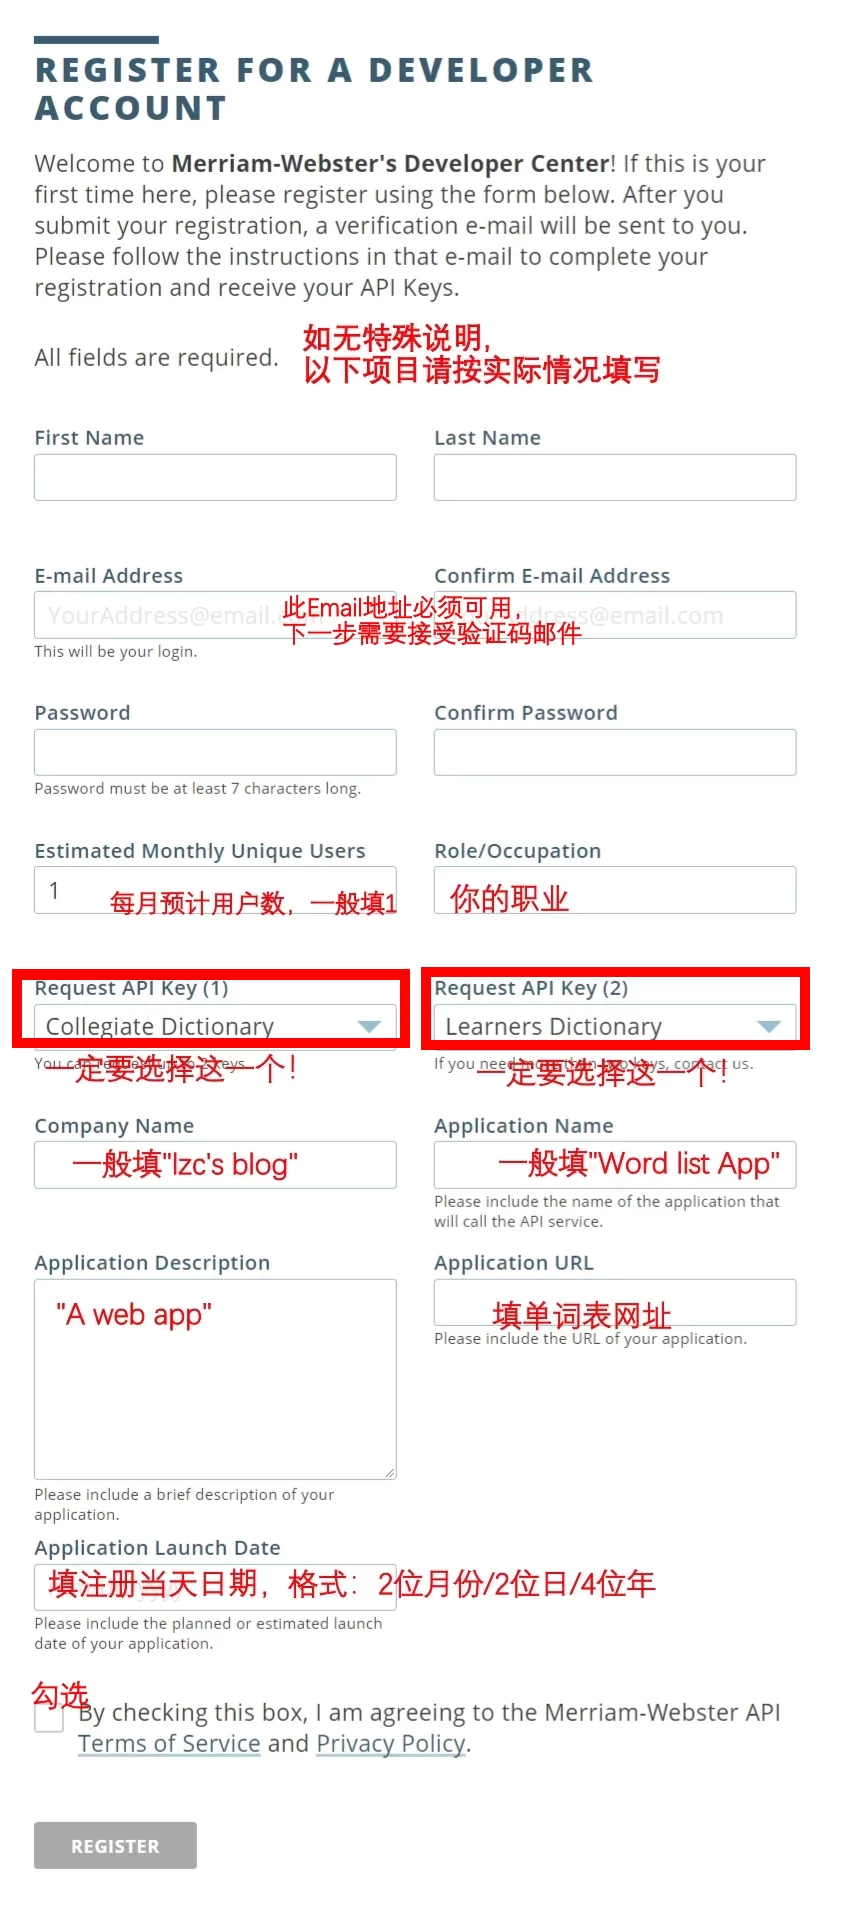 REGISTER FOR A DEVELOPER
ACCOUNT
Welcome to Merriam-Webster's Developer Center! If this is your
first time here, please register using the form below. After you
submit your registration, a verification e-mail will be sent to you.
Please follow the instructions in that e-mail to complete your
registration and receive your API Keys.
如无特殊说明,
All fields are required.
以下项目请按实际情况填写
First Name
Last Name
E-mail Address
Confirm E-mail Address
YourAddress@email.
此Email地址必须可用,
ddress@email.com
下一步需要接受验证码邮件
This will be your login.
Password
Confirm Password
Password must be at least 7 characters long.
Estimated Monthly Unique Users
Role/Occupation
1
每月预计用户数，一般填1
你的职业
Request API Key (1)
Request API Key (2)
Collegiate Dictionary
Learners Dictionary
You can request up to 2 keys.
If you need more than two keys, contact us.
一定要选择这一个!
一定要选择这一个!
Company Name
Application Name
一般填"lzc's blog"
一般填"Word list App"
Please include the name of the application that
will call the API service.
Application Description
Application URL
"A web app"
填单词表网址
Please include the URL of your application.
Please include a brief description of your
application.
Application Launch Date
填注册当天日期，格式：2位月份/2位日/4位年
Please include the planned or estimated launch
date of your application.
勾选
By checking this box, I am agreeing to the Merriam-Webster API
Terms of Service and Privacy Policy.
REGISTER